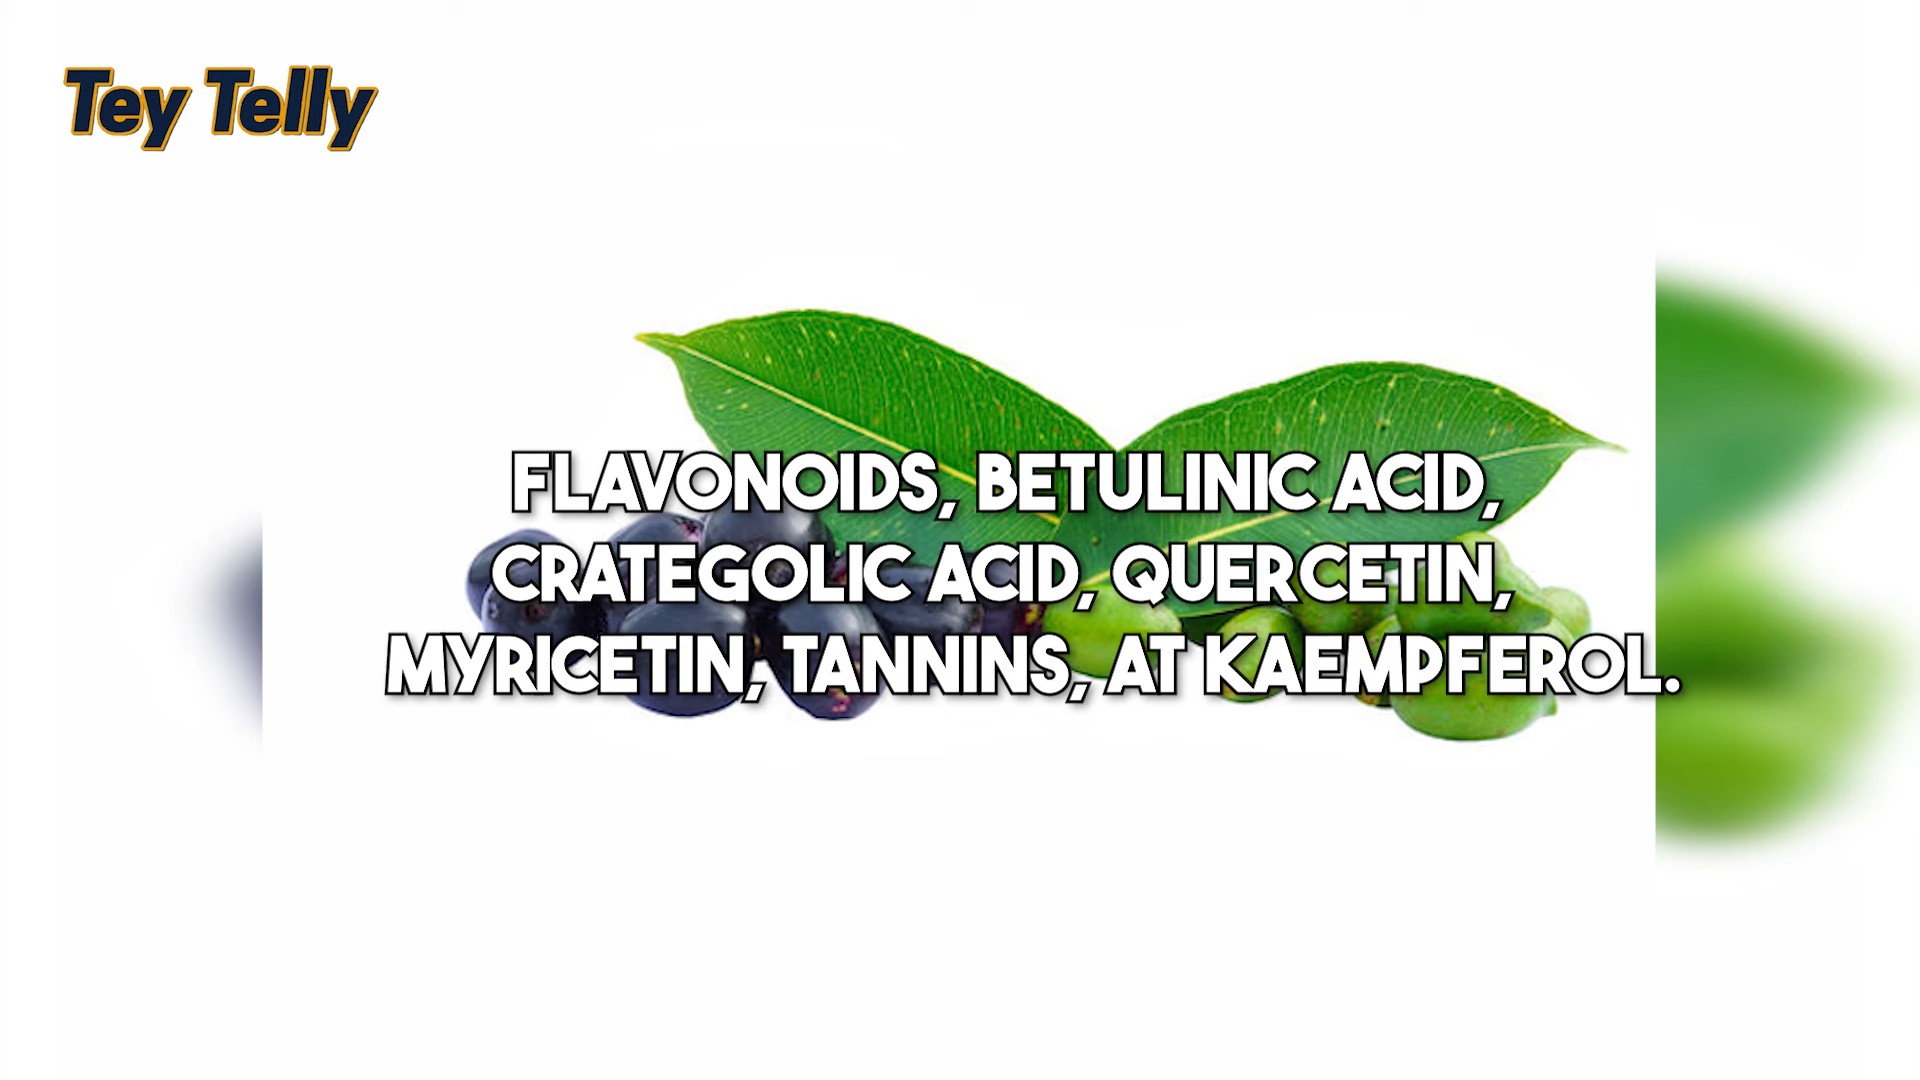 Tey Telly
FLAVONOIDS, BETULINIC ACID,
CRATEGOLIC ACID, QUERCETIN,
MYRICETIN, TANNINS, AT KAEMPFEROL.